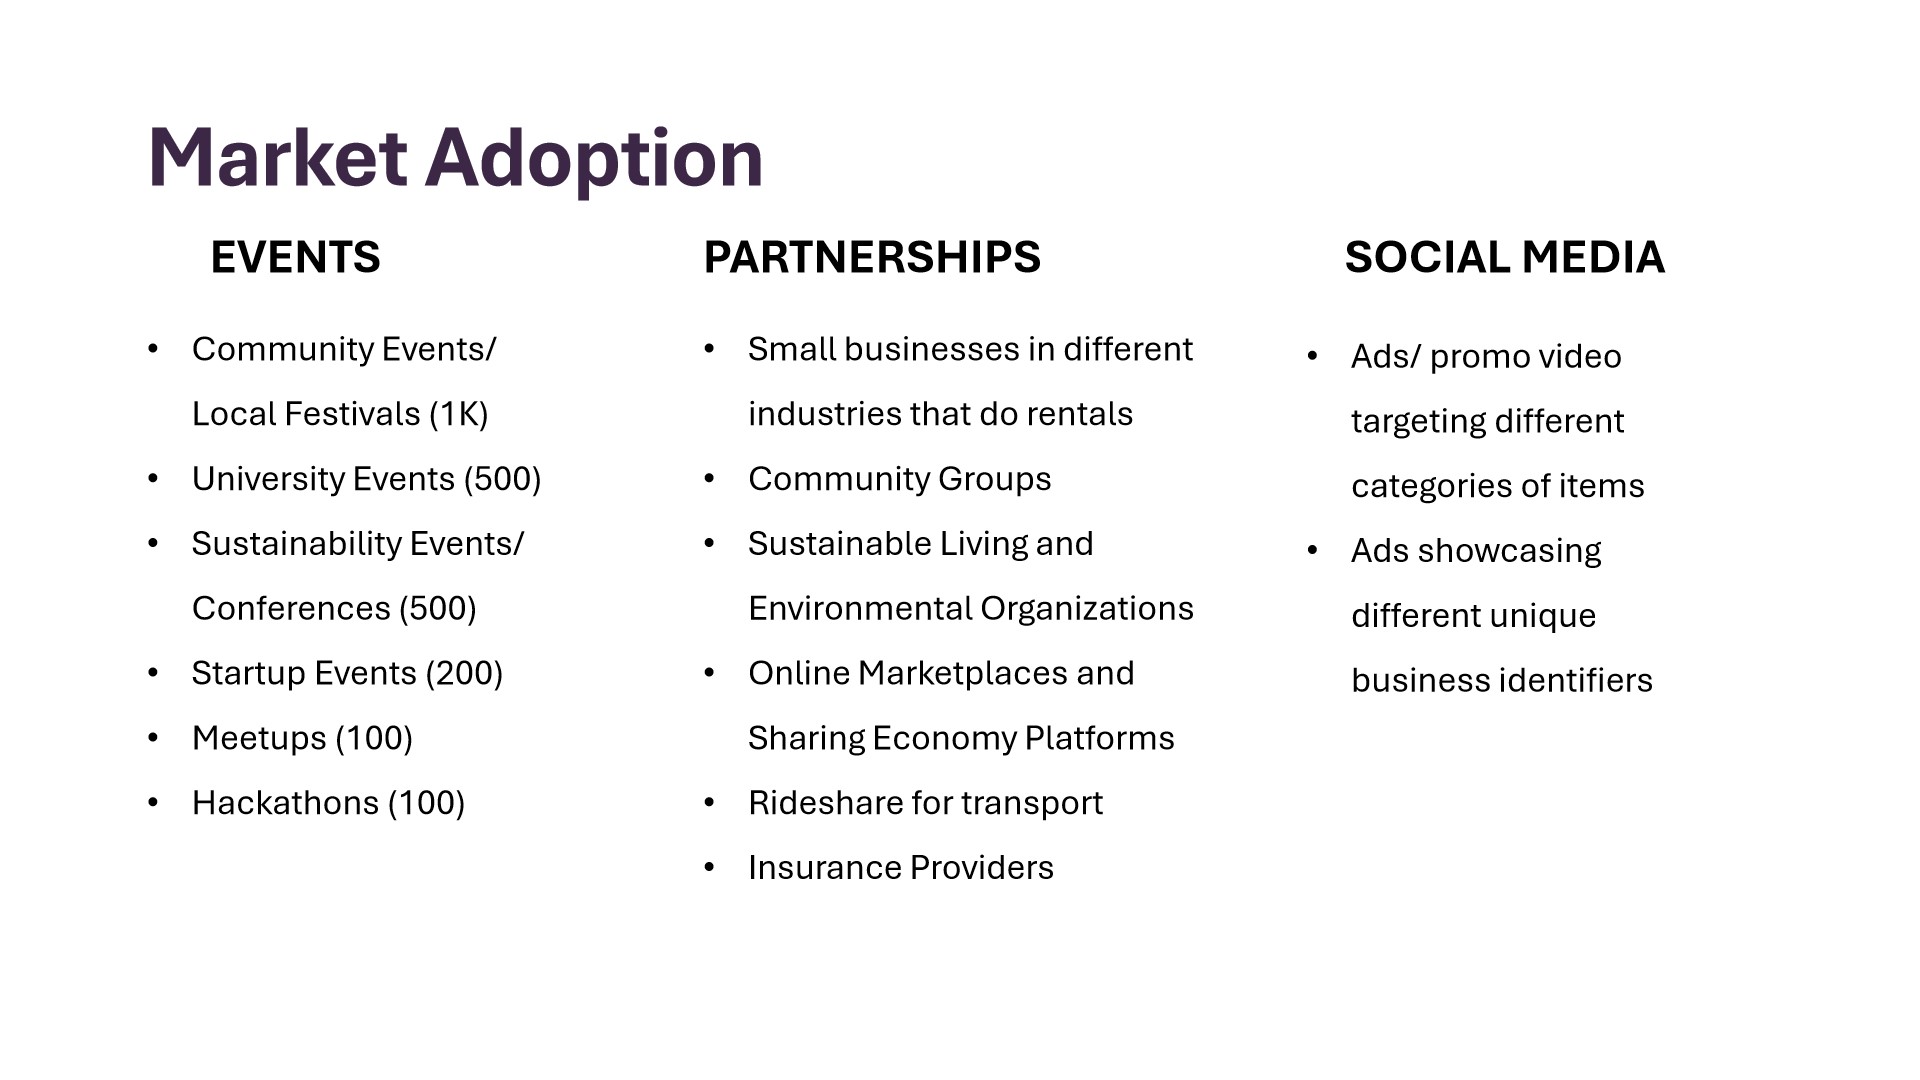 Market Adoption
EVENTS
• Community Events/
Local Festivals (1K)
• University Events (500)
• Sustainability Events/
Conferences (500)
• Startup Events (200)
• Meetups (100)
• Hackathons (100)
PARTNERSHIPS
• Small businesses in different
industries that do rentals
• Community Groups
• Sustainable Living and
Environmental Organizations
• Online Marketplaces and
Sharing Economy Platforms
• Rideshare for transport
• Insurance Providers
SOCIAL MEDIA
• Ads/ promo video
targeting different
categories of items
• Ads showcasing
different unique
business identifiers